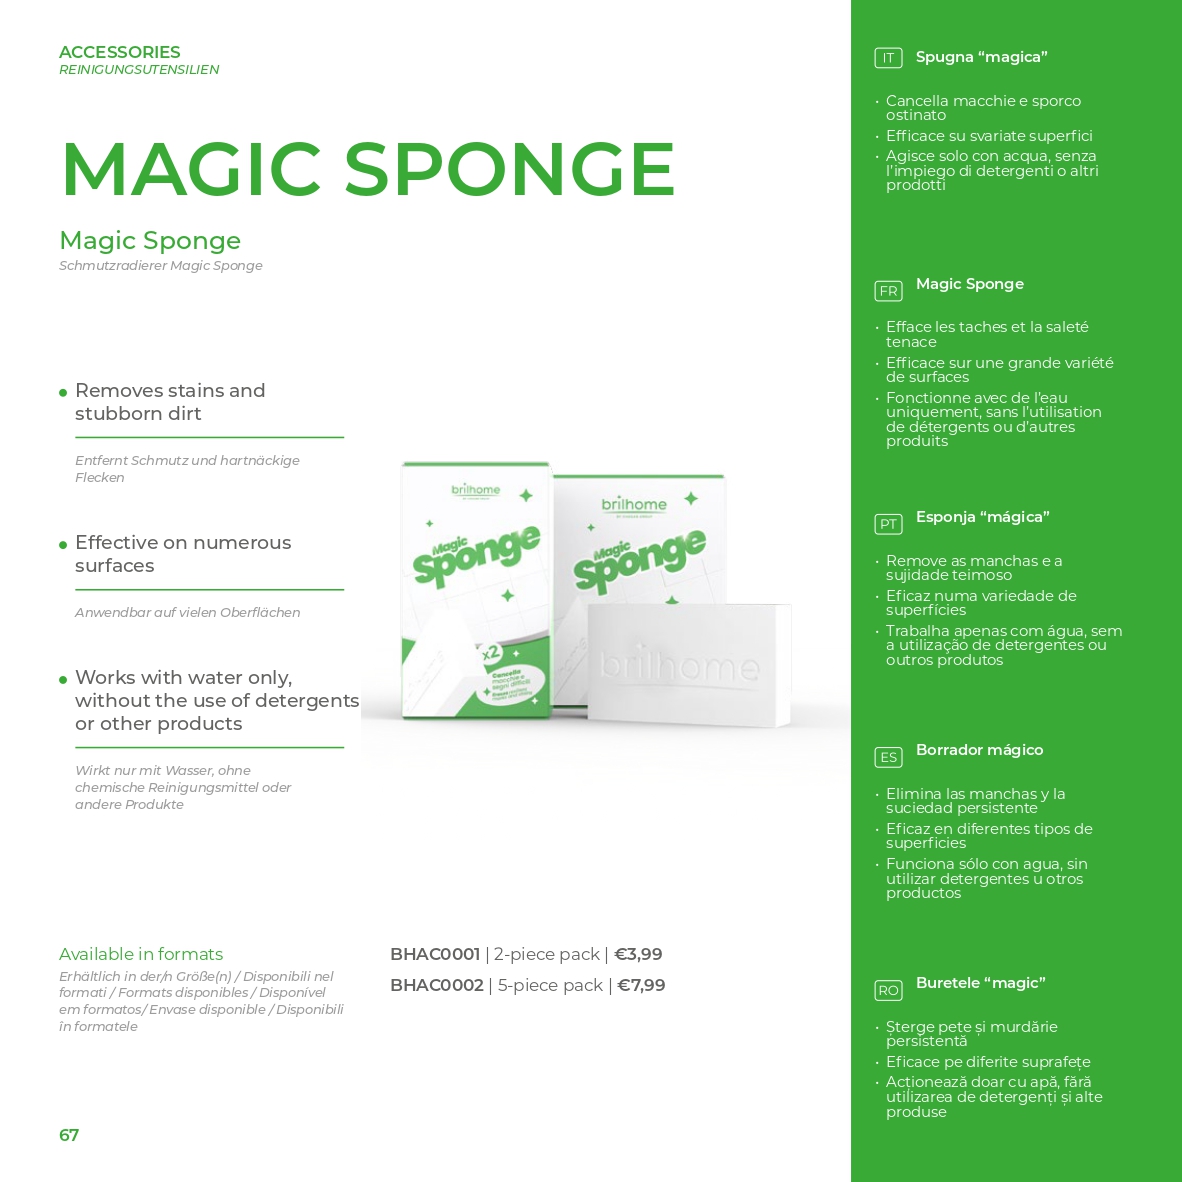 ACCESSORIES
REINIGUNGSUTENSILIEN
MAGIC SPONGE
Magic Sponge
Schmutzradierer Magic Sponge
Removes stains and
stubborn dirt
Entfernt Schmutz und hartnäckige
Flecken
Effective on numerous
surfaces
Anwendbar auf vielen Oberflächen
Works with water only,
without the use of detergents
or other products
Wirkt nur mit Wasser, ohne
chemische Reinigungsmittel oder
andere Produkte
brilhome
Magic
Sponge
x2
Cancella
macchie e
segni difficili
brilhome
Magic
Sponge
brilhome
Available in formats
Erhältlich in der/n Größe(n) / Disponibili nel
formati / Formats disponibles / Disponível
em formatos/ Envase disponible / Disponibili
în formatele
BHAC0001 | 2-piece pack | €3,99
BHAC0002 | 5-piece pack | €7,99
67
IT Spugna “magica”
• Cancella macchie e sporco
ostinato
• Efficace su svariate superfici
• Agisce solo con acqua, senza
l’impiego di detergenti o altri
prodotti
FR Magic Sponge
• Efface les taches et la saleté
tenace
• Efficace sur une grande variété
de surfaces
• Fonctionne avec de l’eau
uniquement, sans l’utilisation
de détergents ou d’autres
produits
PT Esponja “mágica”
• Remove as manchas e a
sujidade teimoso
• Eficaz numa variedade de
superfícies
• Trabalha apenas com água, sem
a utilização de detergentes ou
outros produtos
ES Borrador mágico
• Elimina las manchas y la
suciedad persistente
• Eficaz en diferentes tipos de
superficies
• Funciona sólo con agua, sin
utilizar detergentes u otros
productos
RO Buretele “magic”
• Șterge pete și murdărie
persistentă
• Eficace pe diferite suprafețe
• Acționează doar cu apă, fără
utilizarea de detergenți și alte
produse